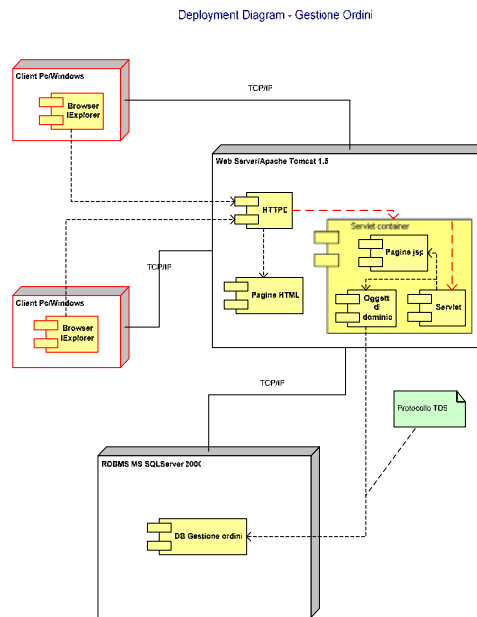 Deployment Diagram - Gestione Ordini
Client Pc/Windows
Browser
IExplorer
TCP/IP
Web Server/Apache Tomcat 1.5
HTTPD
Servlet container
Pagine jsp
Pagine HTML
Oggetti
di
dominio
Servlet
TCP/IP
Client Pc/Windows
Browser
IExplorer
TCP/IP
Protocollo TDS
RDBMS MS SQLServer 2000
DB Gestione ordini